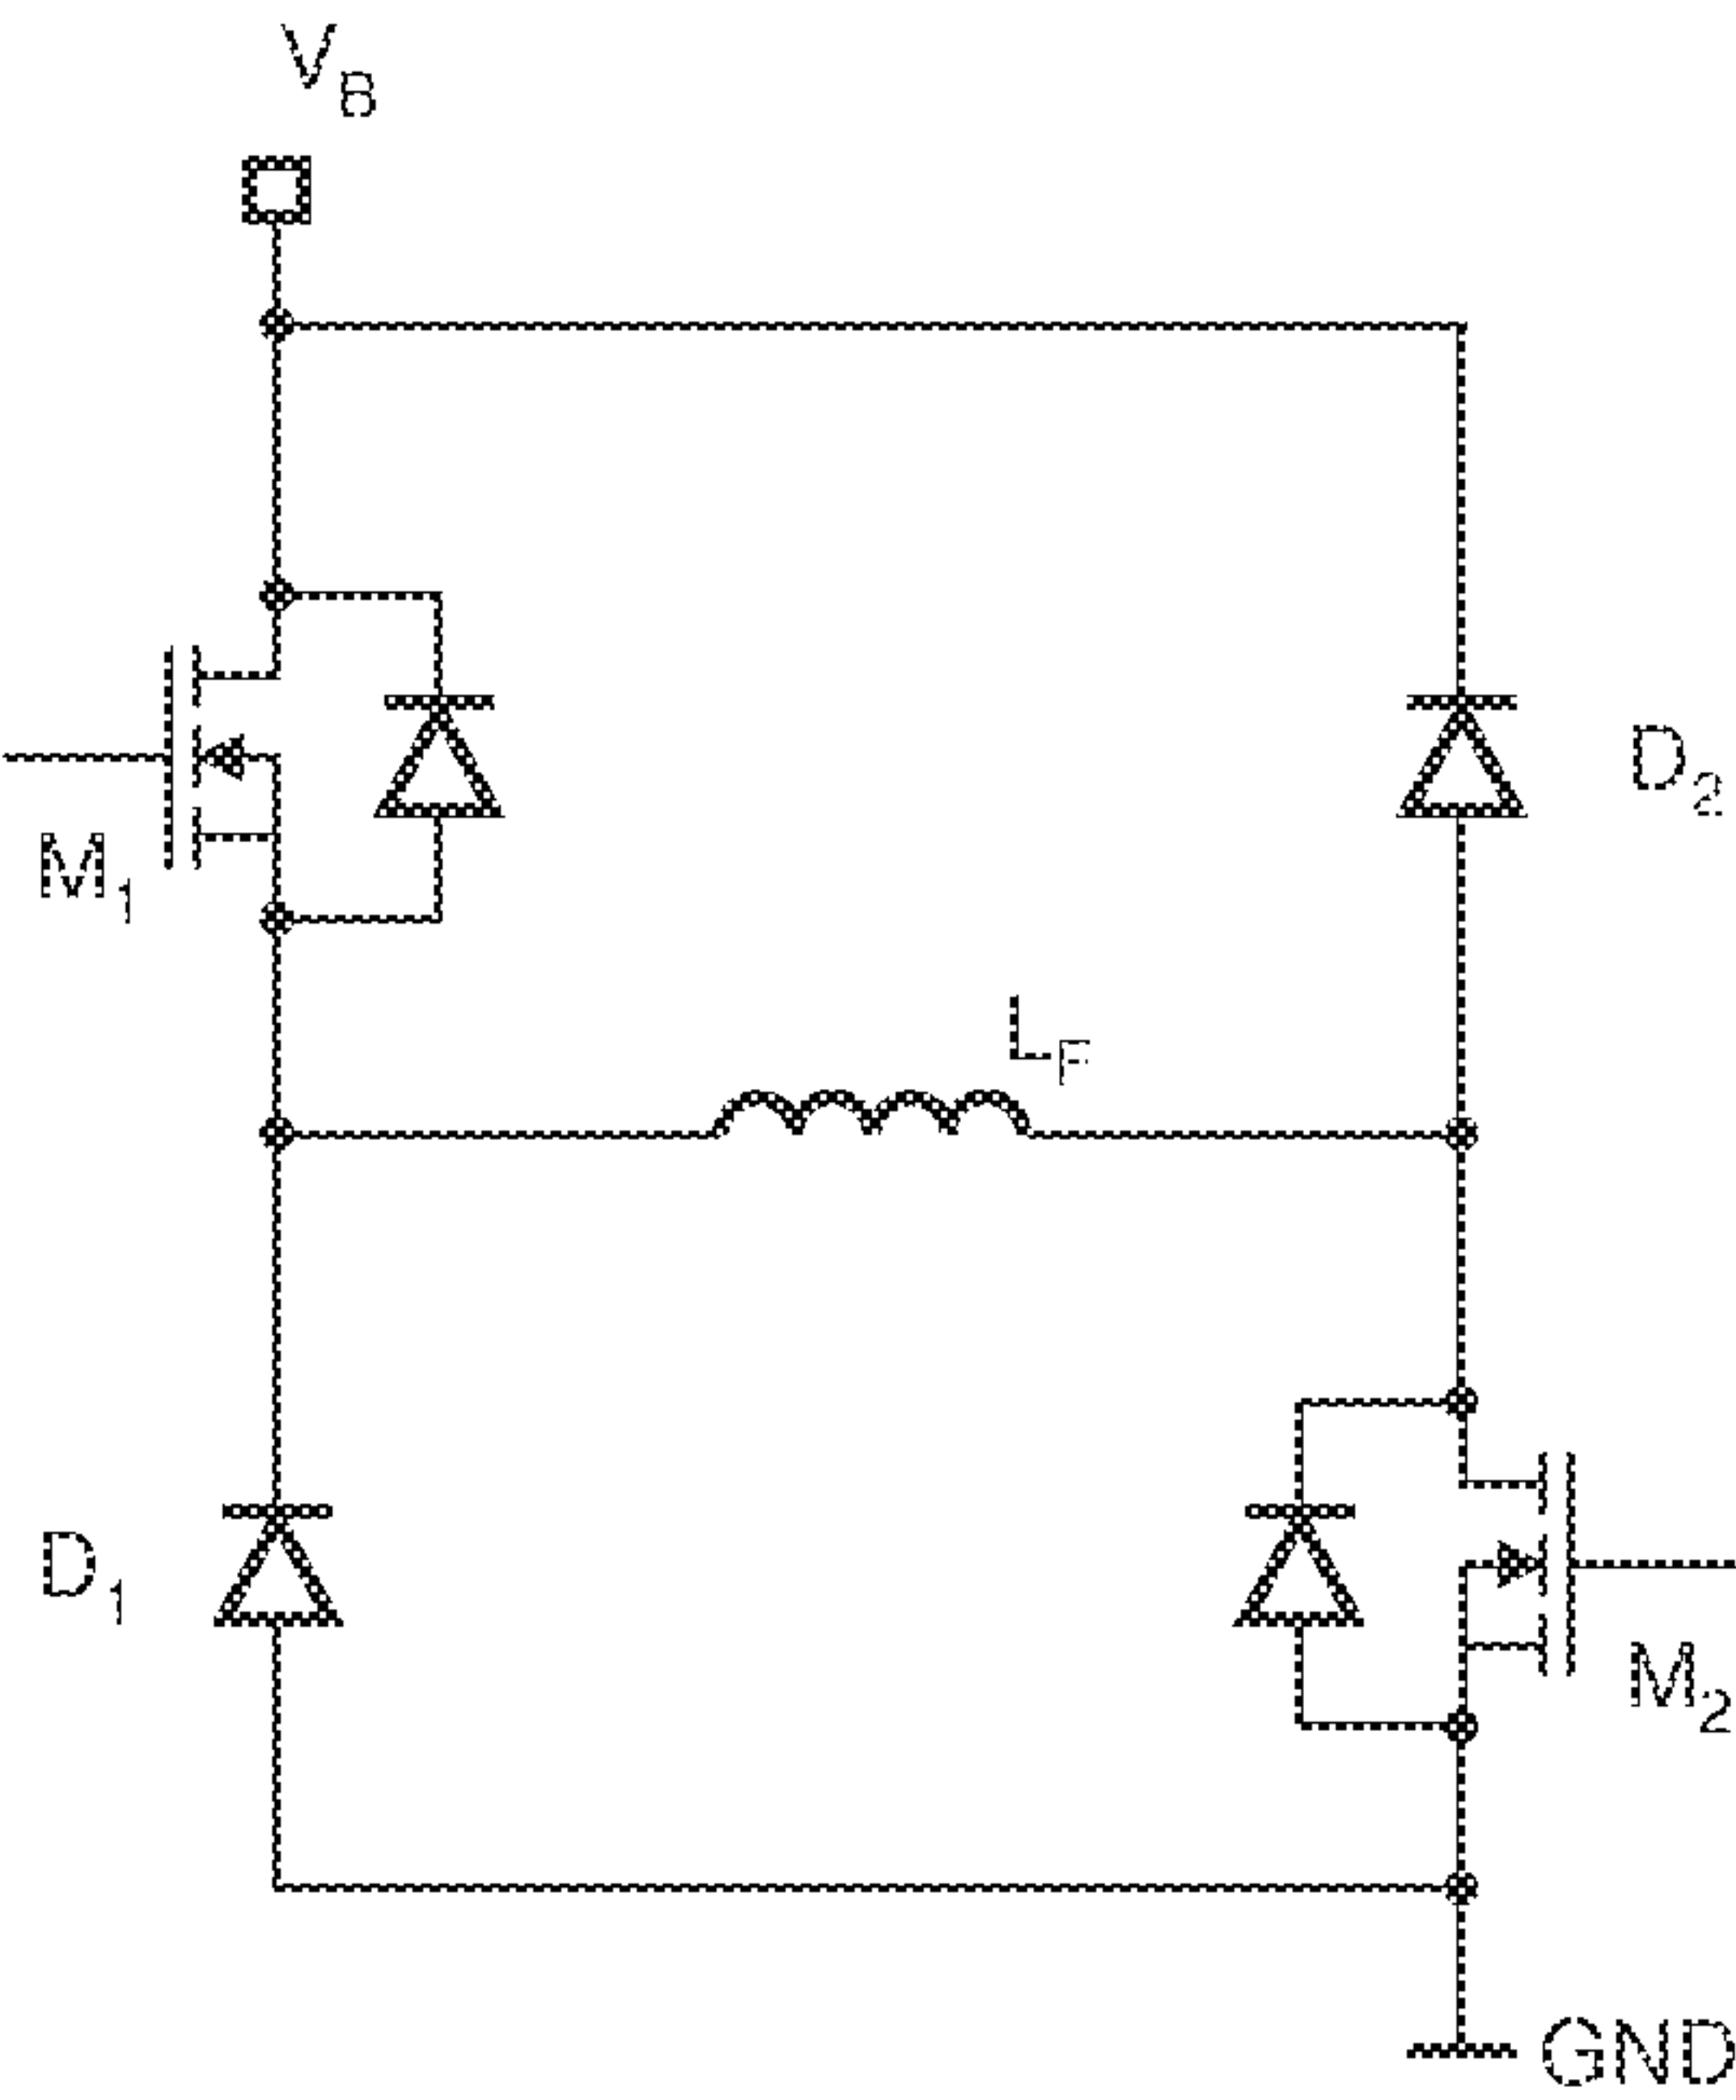 V_B
D_2
M_1
L_F
D_1
M_2
GND